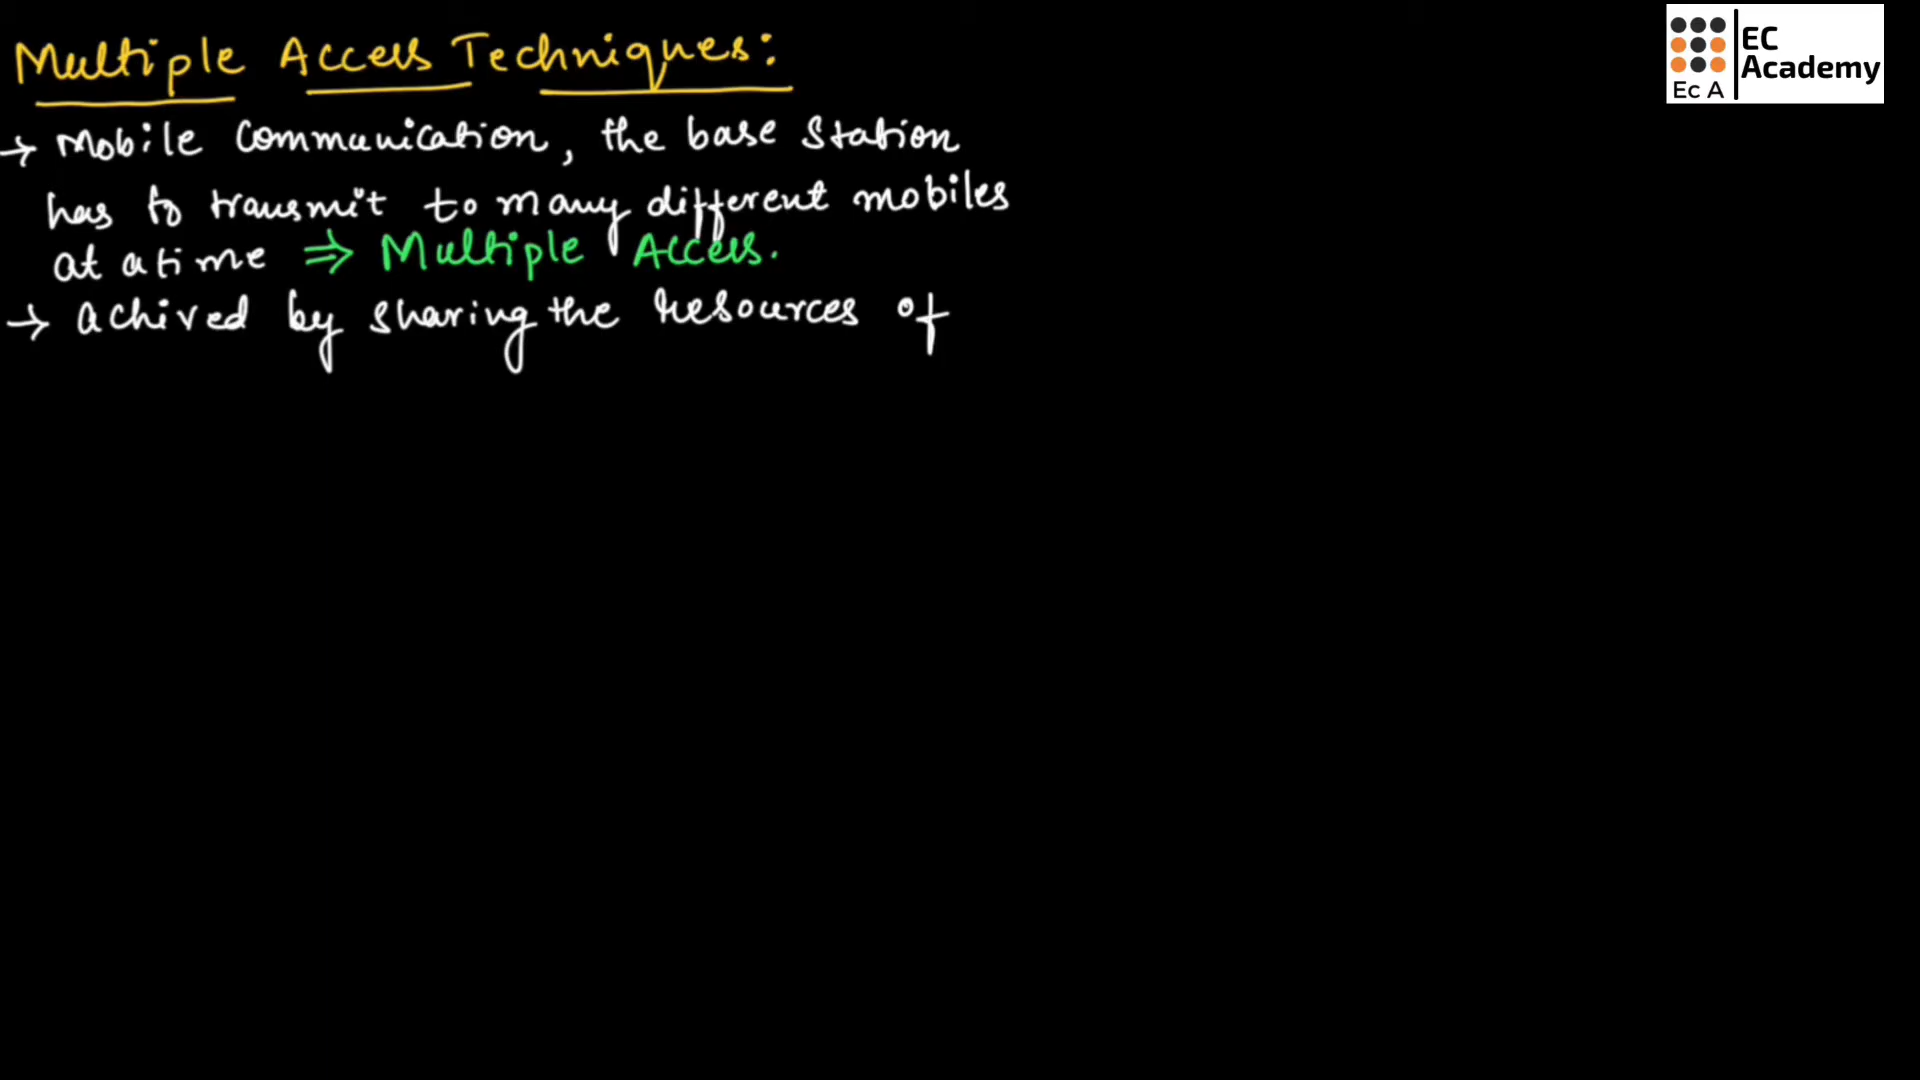 Multiple Access Techniques:
→ Mobile Communication, the base Station
has to transmit to many different mobiles
at a time ⇒ Multiple Access.
→ achived by sharing the resources of
EC
Academy
Ec A